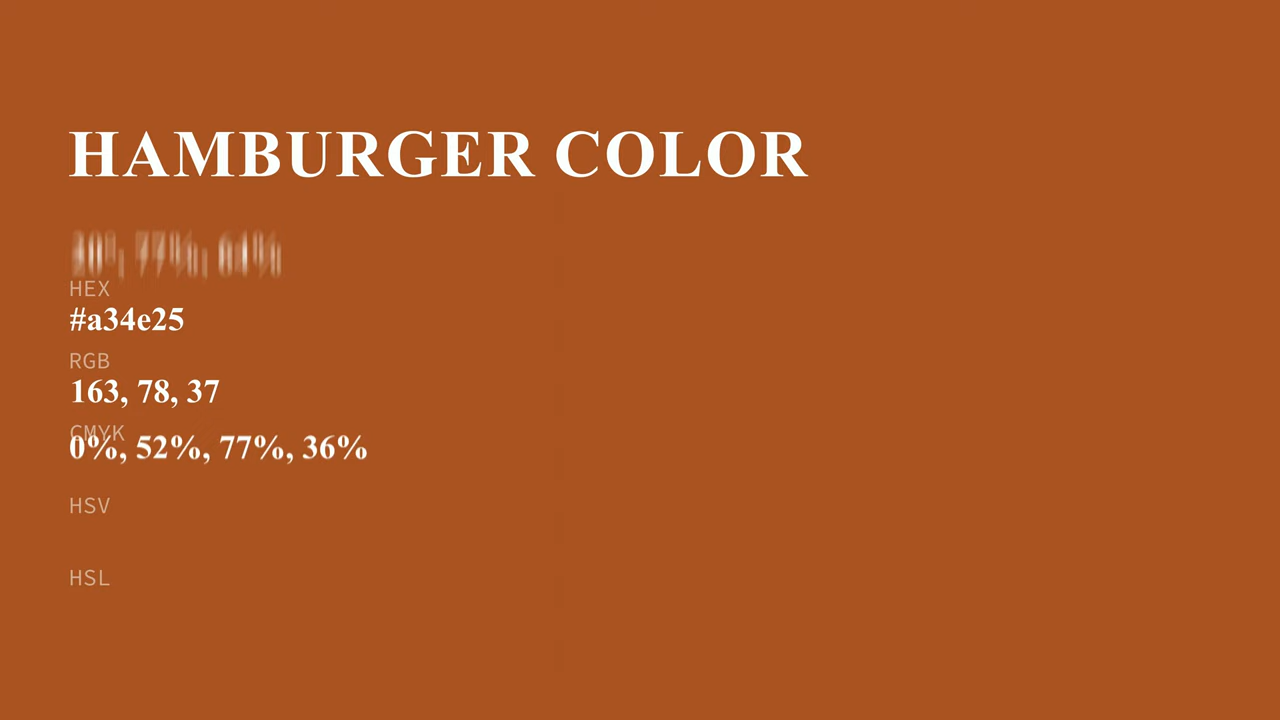 HAMBURGER COLOR
HEX
#a34e25
RGB
163, 78, 37
CMYK
0%, 52%, 77%, 36%
HSV
HSL